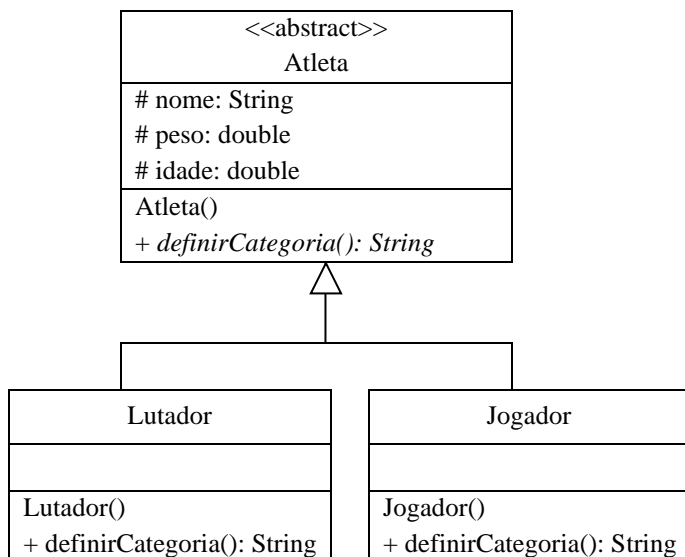 <<abstract>>
Atleta
# nome: String
# peso: double
# idade: double
Atleta()
+ definirCategoria(): String
Lutador
Lutador()
+ definirCategoria(): String
Jogador
Jogador()
+ definirCategoria(): String